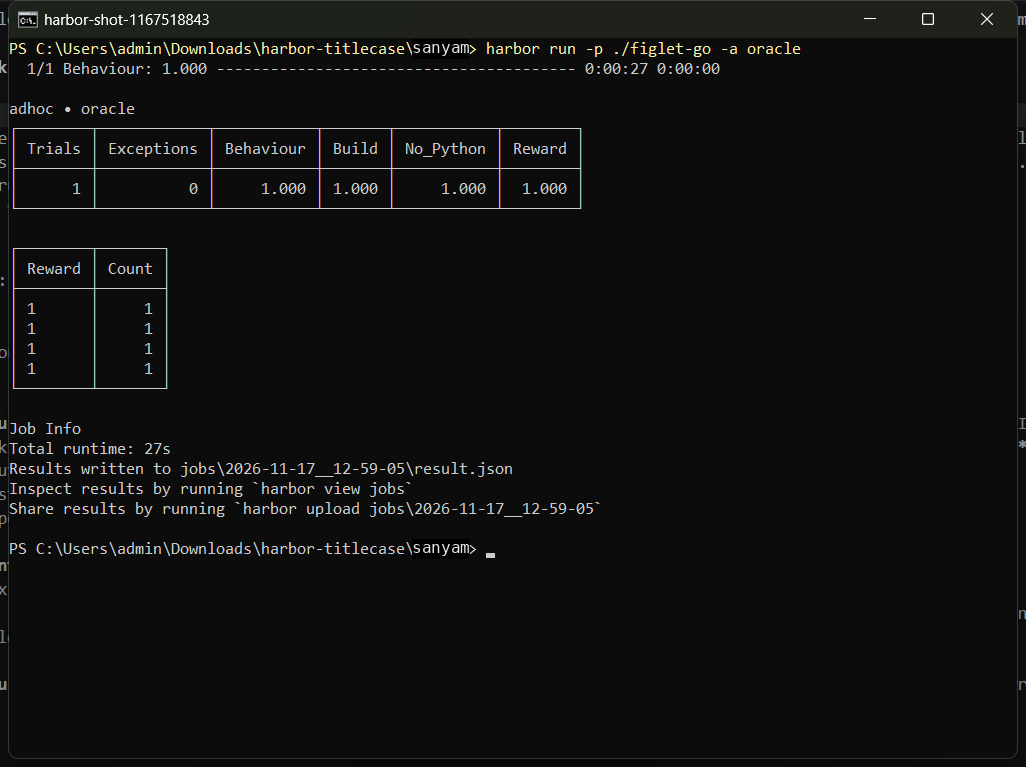 harbor-shot-1167518843
PS C:\Users\admin\Downloads\harbor-titlecase\sanyam> harbor run -p ./figlet-go -a oracle
1/1 Behaviour: 1.000 ---------------------------------------- 0:00:27 0:00:00
adhoc • oracle
Trials Exceptions Behaviour Build No_Python Reward
1 0 1.000 1.000 1.000 1.000
Reward Count
1 1
1 1
1 1
1 1
Job Info
Total runtime: 27s
Results written to jobs\2026-11-17__12-59-05\result.json
Inspect results by running `harbor view jobs`
Share results by running `harbor upload jobs\2026-11-17__12-59-05`
PS C:\Users\admin\Downloads\harbor-titlecase\sanyam>